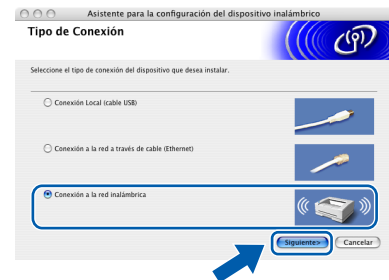 Asistente para la configuración del dispositivo inalámbrico
Tipo de Conexión
Seleccione el tipo de conexión del dispositivo que desea instalar.
Conexión Local (cable USB)
Conexión a la red a través de cable (Ethernet)
Conexión a la red inalámbrica
Siguiente>
Cancelar